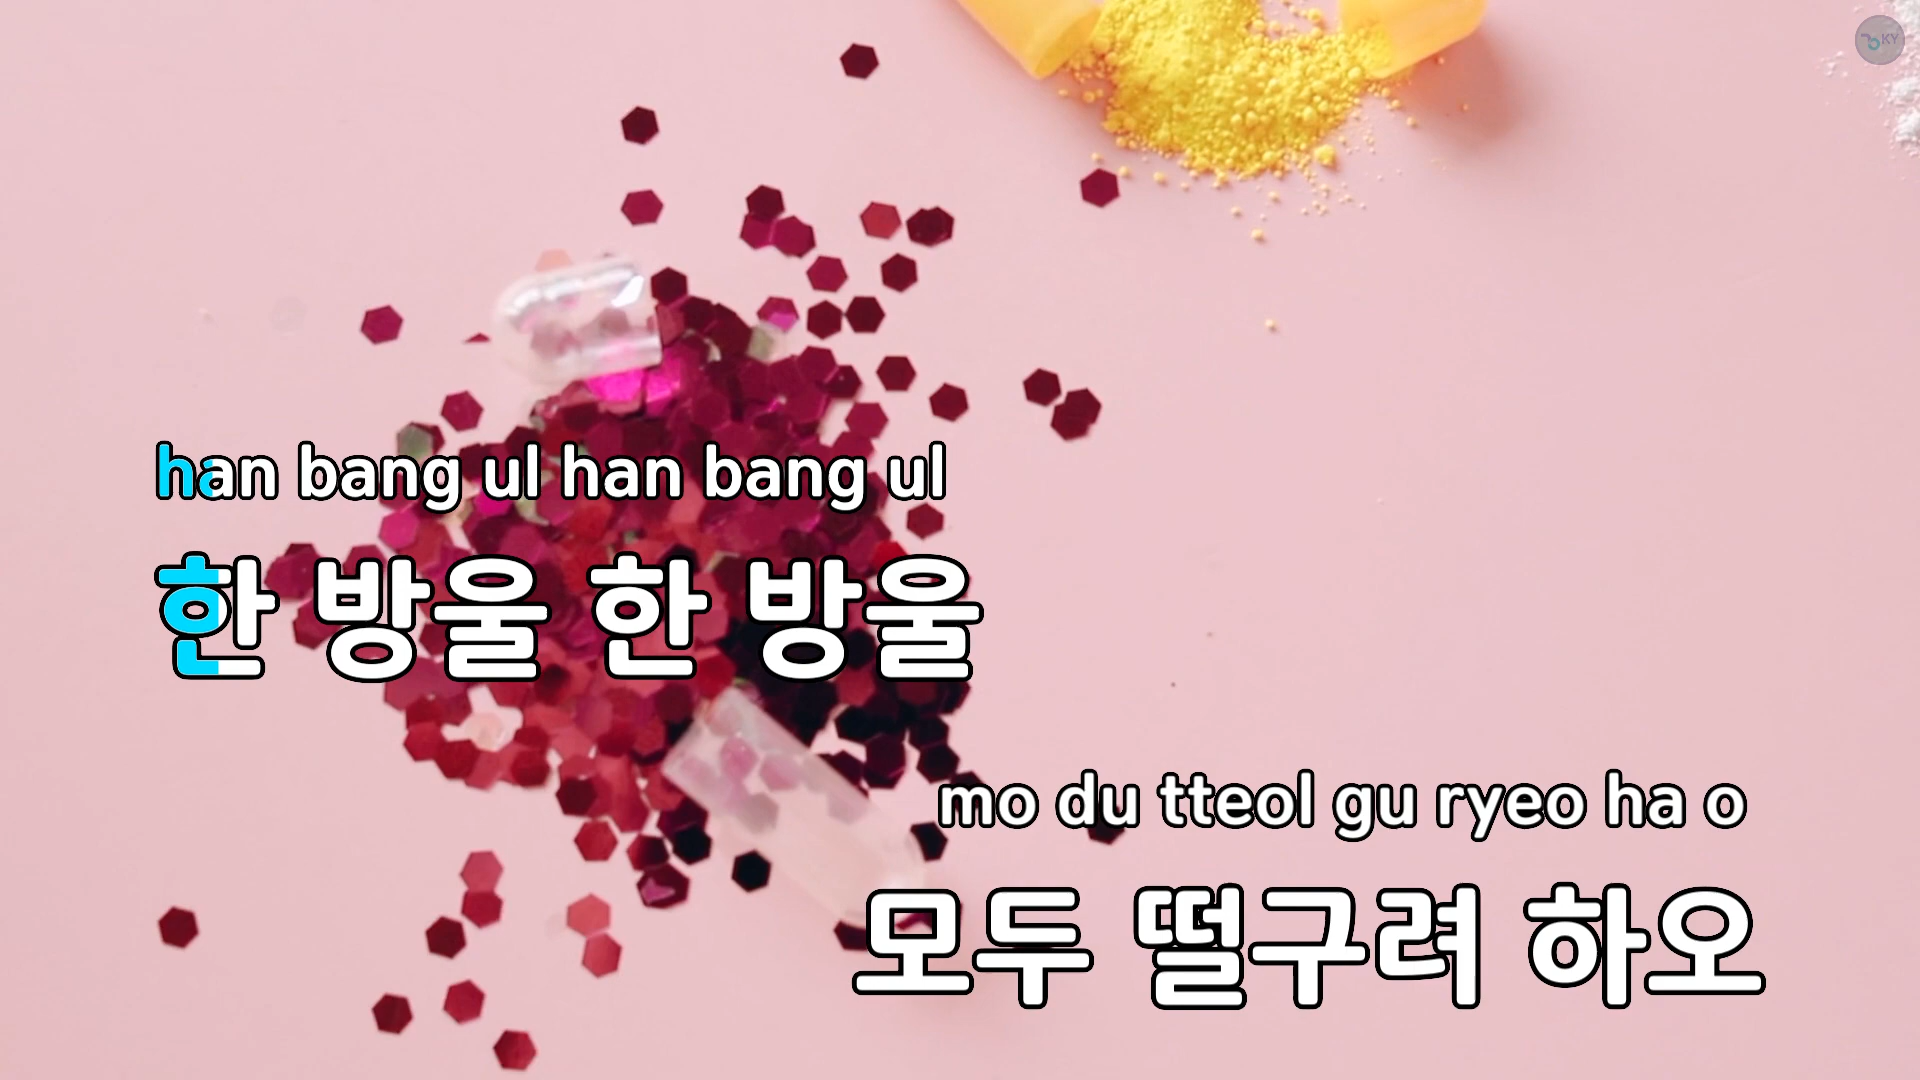 KY
han bang ul han bang ul
한 방울 한 방울
mo du tteol gu ryeo ha o
모두 떨구려 하오